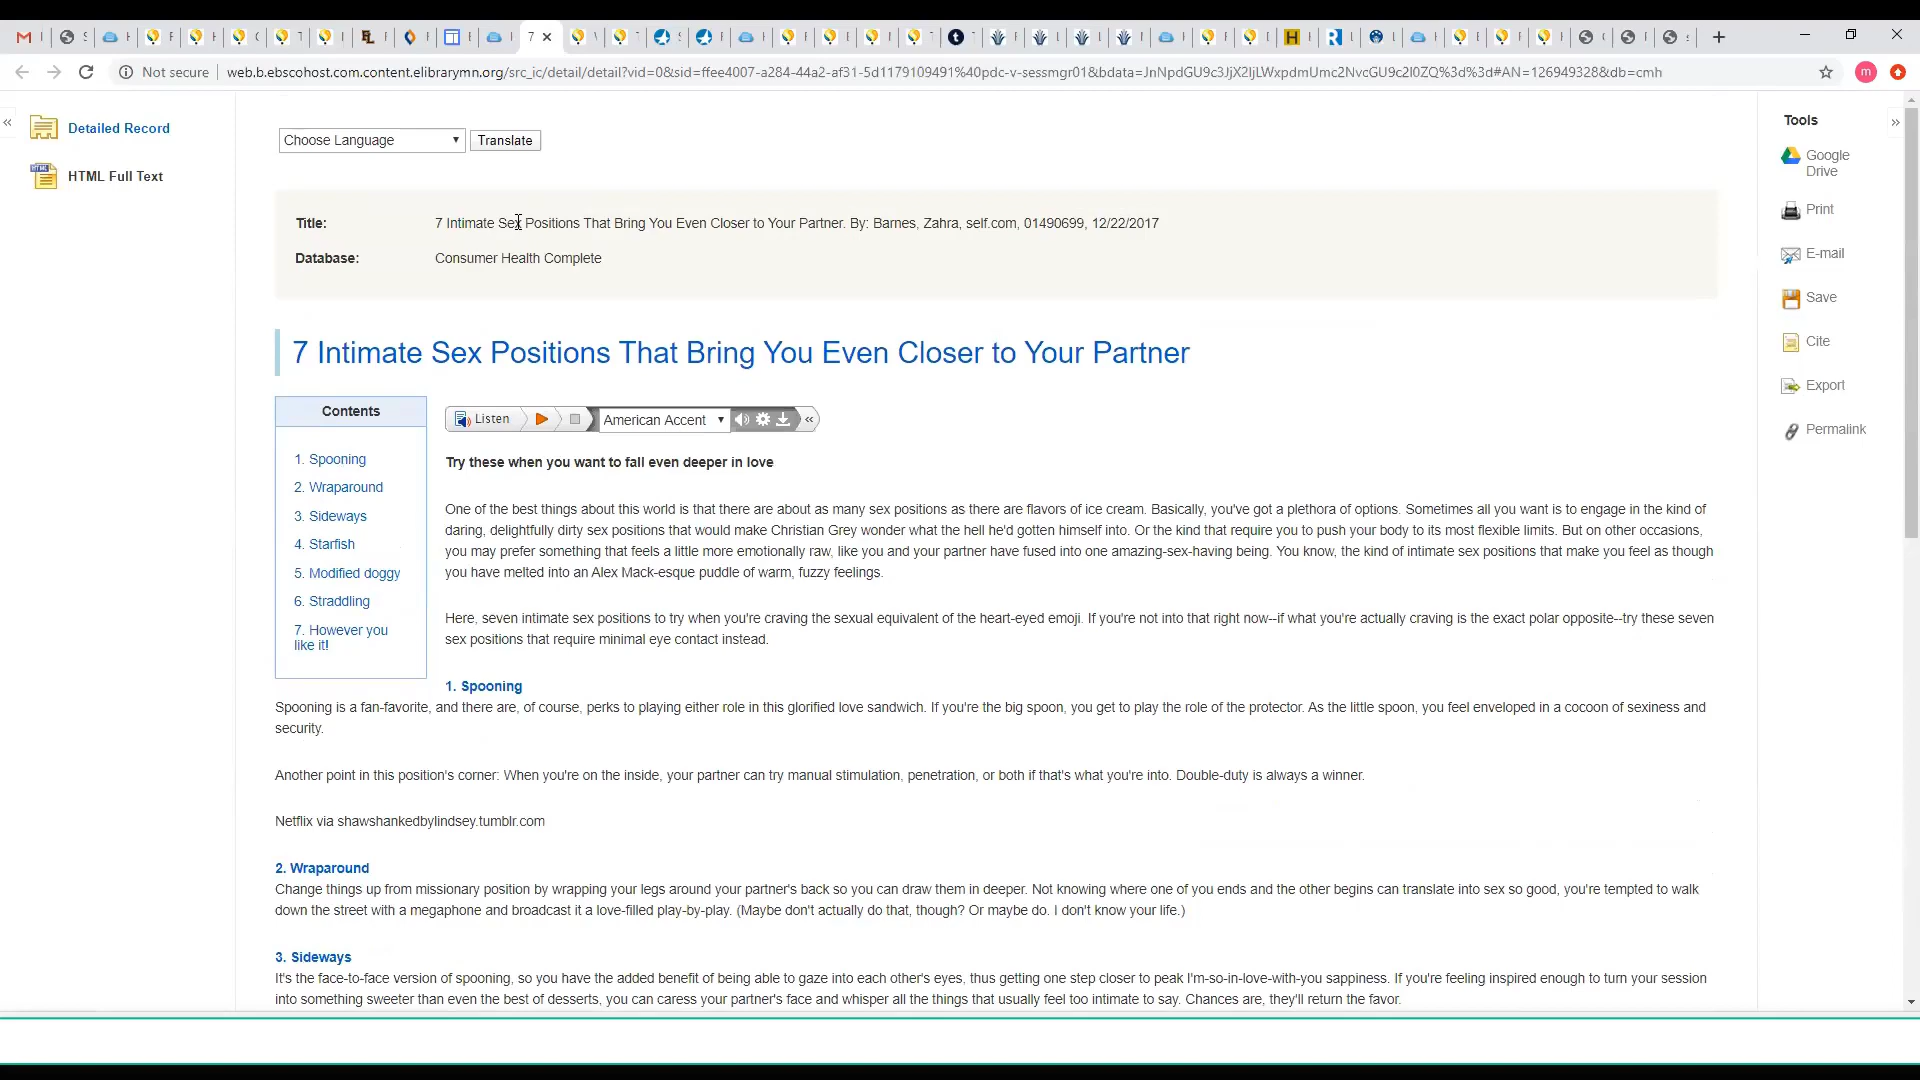 7
Not secure
web.b.ebscohost.com.content.elibrarymn.org/src_ic/detail/detail?vid=0&sid=ffee4007-a284-44a2-af31-5d1179109491%40pdc-v-sessmgr01&bdata=JnNpdGU9c3JjX2ljLWxpdmUmc2NvcGU9c2l0ZQ%3d%3d#AN=126949328&db=cmh
Detailed Record
HTML Full Text
Choose Language
Translate
Title: 7 Intimate Sex Positions That Bring You Even Closer to Your Partner. By: Barnes, Zahra, self.com, 01490699, 12/22/2017
Database: Consumer Health Complete
7 Intimate Sex Positions That Bring You Even Closer to Your Partner
Contents
1. Spooning
2. Wraparound
3. Sideways
4. Starfish
5. Modified doggy
6. Straddling
7. However you
like it!
Listen
American Accent
Try these when you want to fall even deeper in love
One of the best things about this world is that there are about as many sex positions as there are flavors of ice cream. Basically, you've got a plethora of options. Sometimes all you want is to engage in the kind of
daring, delightfully dirty sex positions that would make Christian Grey wonder what the hell he'd gotten himself into. Or the kind that require you to push your body to its most flexible limits. But on other occasions,
you may prefer something that feels a little more emotionally raw, like you and your partner have fused into one amazing-sex-having being. You know, the kind of intimate sex positions that make you feel as though
you have melted into an Alex Mack-esque puddle of warm, fuzzy feelings.
Here, seven intimate sex positions to try when you're craving the sexual equivalent of the heart-eyed emoji. If you're not into that right now--if what you're actually craving is the exact polar opposite--try these seven
sex positions that require minimal eye contact instead.
1. Spooning
Spooning is a fan-favorite, and there are, of course, perks to playing either role in this glorified love sandwich. If you're the big spoon, you get to play the role of the protector. As the little spoon, you feel enveloped in a cocoon of sexiness and
security.
Another point in this position's corner: When you're on the inside, your partner can try manual stimulation, penetration, or both if that's what you're into. Double-duty is always a winner.
Netflix via shawshankedbylindsey.tumblr.com
2. Wraparound
Change things up from missionary position by wrapping your legs around your partner's back so you can draw them in deeper. Not knowing where one of you ends and the other begins can translate into sex so good, you're tempted to walk
down the street with a megaphone and broadcast it a love-filled play-by-play. (Maybe don't actually do that, though? Or maybe do. I don't know your life.)
3. Sideways
It's the face-to-face version of spooning, so you have the added benefit of being able to gaze into each other's eyes, thus getting one step closer to peak I'm-so-in-love-with-you sappiness. If you're feeling inspired enough to turn your session
into something sweeter than even the best of desserts, you can caress your partner's face and whisper all the things that usually feel too intimate to say. Chances are, they'll return the favor.
Tools
Google
Drive
Print
E-mail
Save
Cite
Export
Permalink